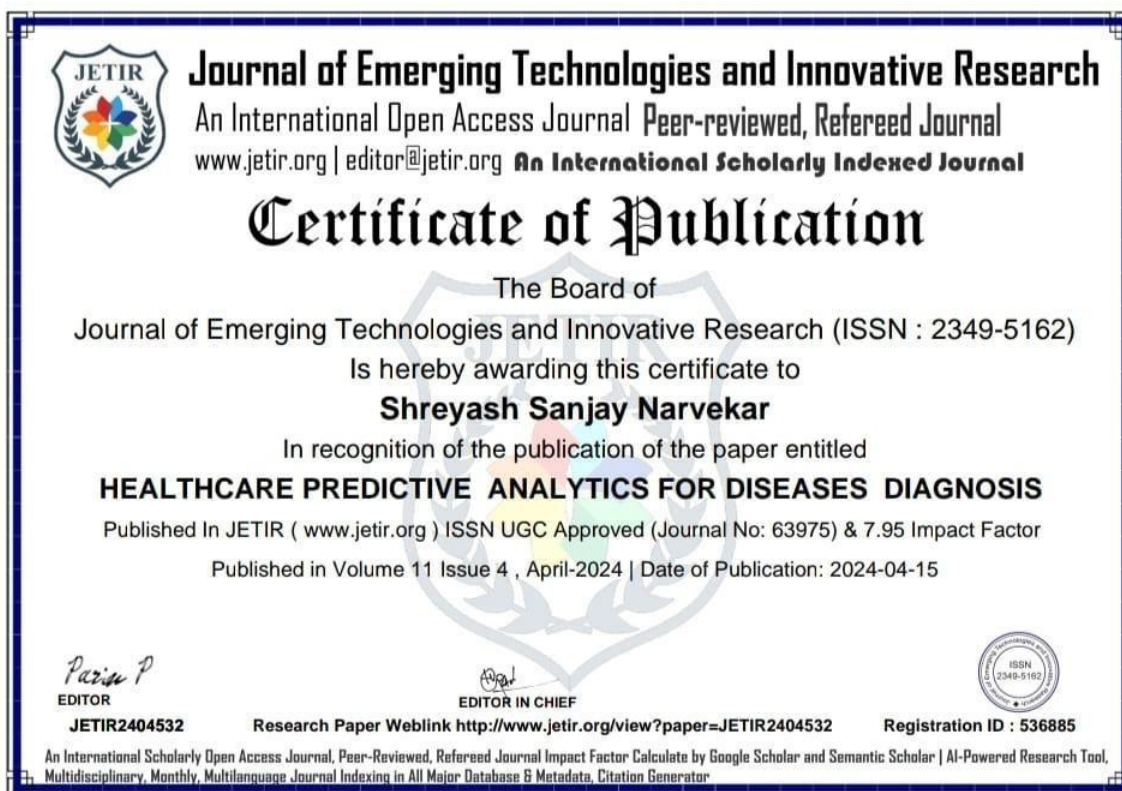 JETIR
Journal of Emerging Technologies and Innovative Research
An International Open Access Journal Peer-reviewed, Refereed Journal
www.jetir.org | editor@jetir.org An International Scholarly Indexed Journal
Certificate of Publication
The Board of
Journal of Emerging Technologies and Innovative Research (ISSN : 2349-5162)
Is hereby awarding this certificate to
Shreyash Sanjay Narvekar
In recognition of the publication of the paper entitled
HEALTHCARE PREDICTIVE ANALYTICS FOR DISEASES DIAGNOSIS
Published In JETIR ( www.jetir.org ) ISSN UGC Approved (Journal No: 63975) & 7.95 Impact Factor
Published in Volume 11 Issue 4 , April-2024 | Date of Publication: 2024-04-15
JETIR
EDITOR
EDITOR IN CHIEF
Journal of Emerging Technologies and Innovative Research
ISSN
2349-5162
JETIR2404532 Research Paper Weblink http://www.jetir.org/view?paper=JETIR2404532 Registration ID : 536885
An International Scholarly Open Access Journal, Peer-Reviewed, Refereed Journal Impact Factor Calculate by Google Scholar and Semantic Scholar | AI-Powered Research Tool,
Multidisciplinary, Monthly, Multilanguage Journal Indexing in All Major Database & Metadata, Citation Generator